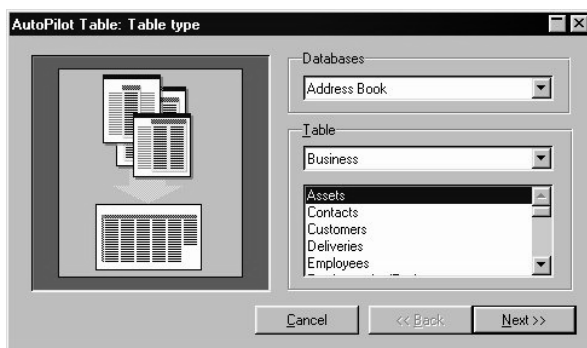 AutoPilot Table: Table type
Databases
Address Book
Table
Business
Assets
Contacts
Customers
Deliveries
Employees
Cancel
<< Back
Next >>